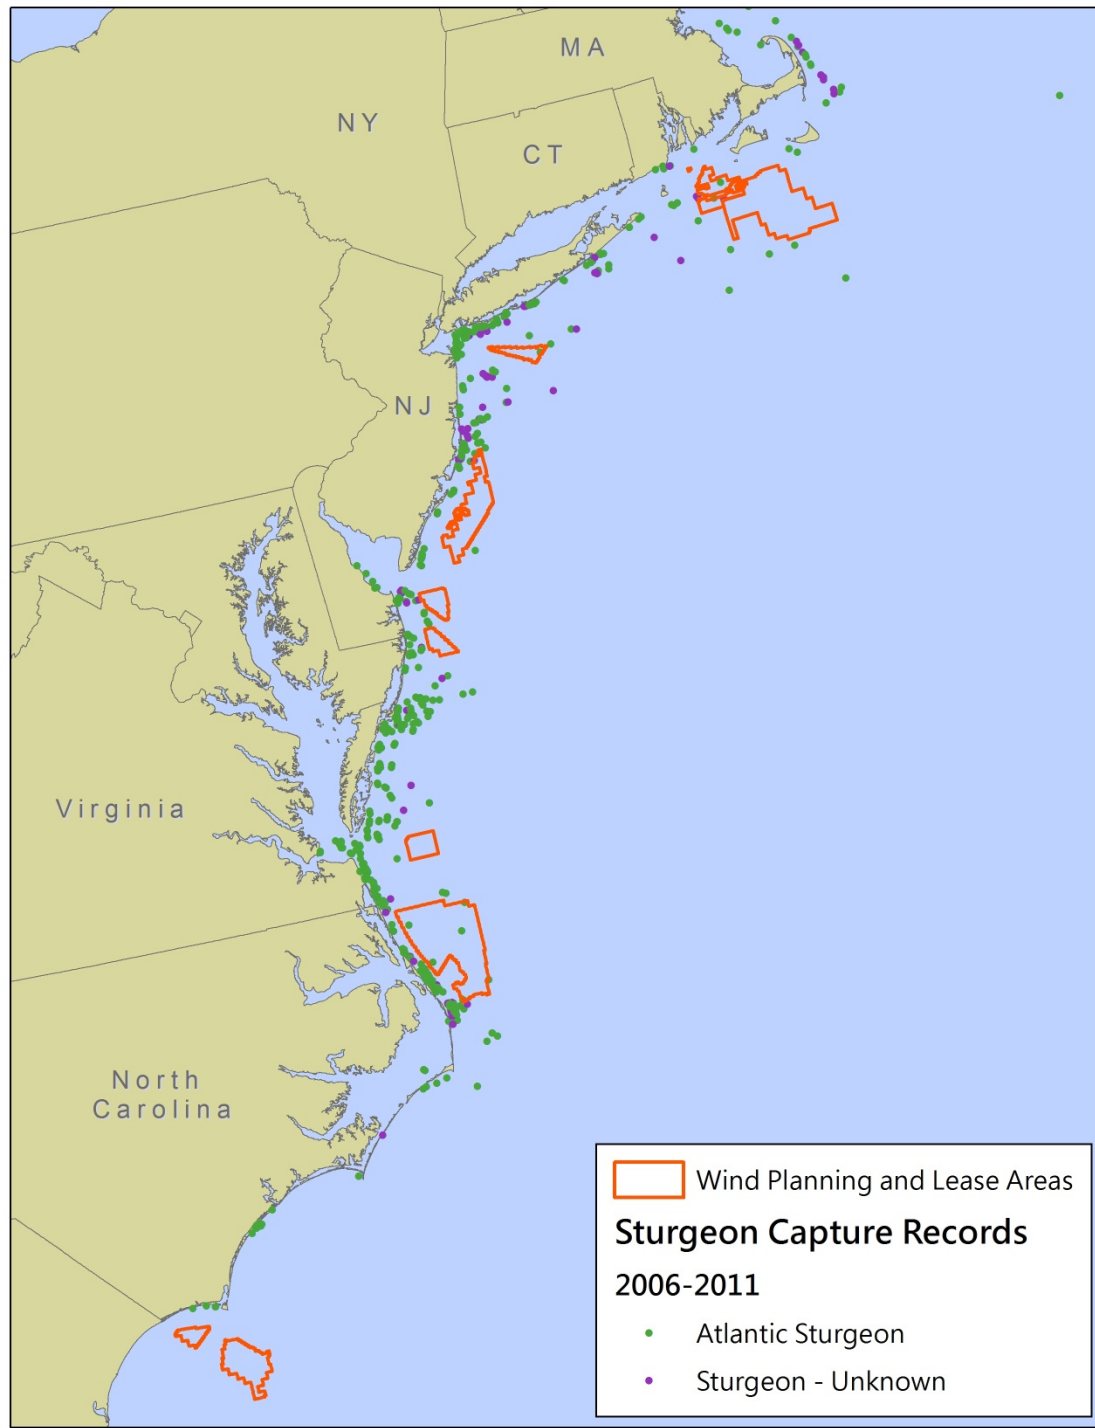 MA
NY
CT
NJ
Virginia
North
Carolina
Wind Planning and Lease Areas
Sturgeon Capture Records
2006-2011
Atlantic Sturgeon
Sturgeon - Unknown